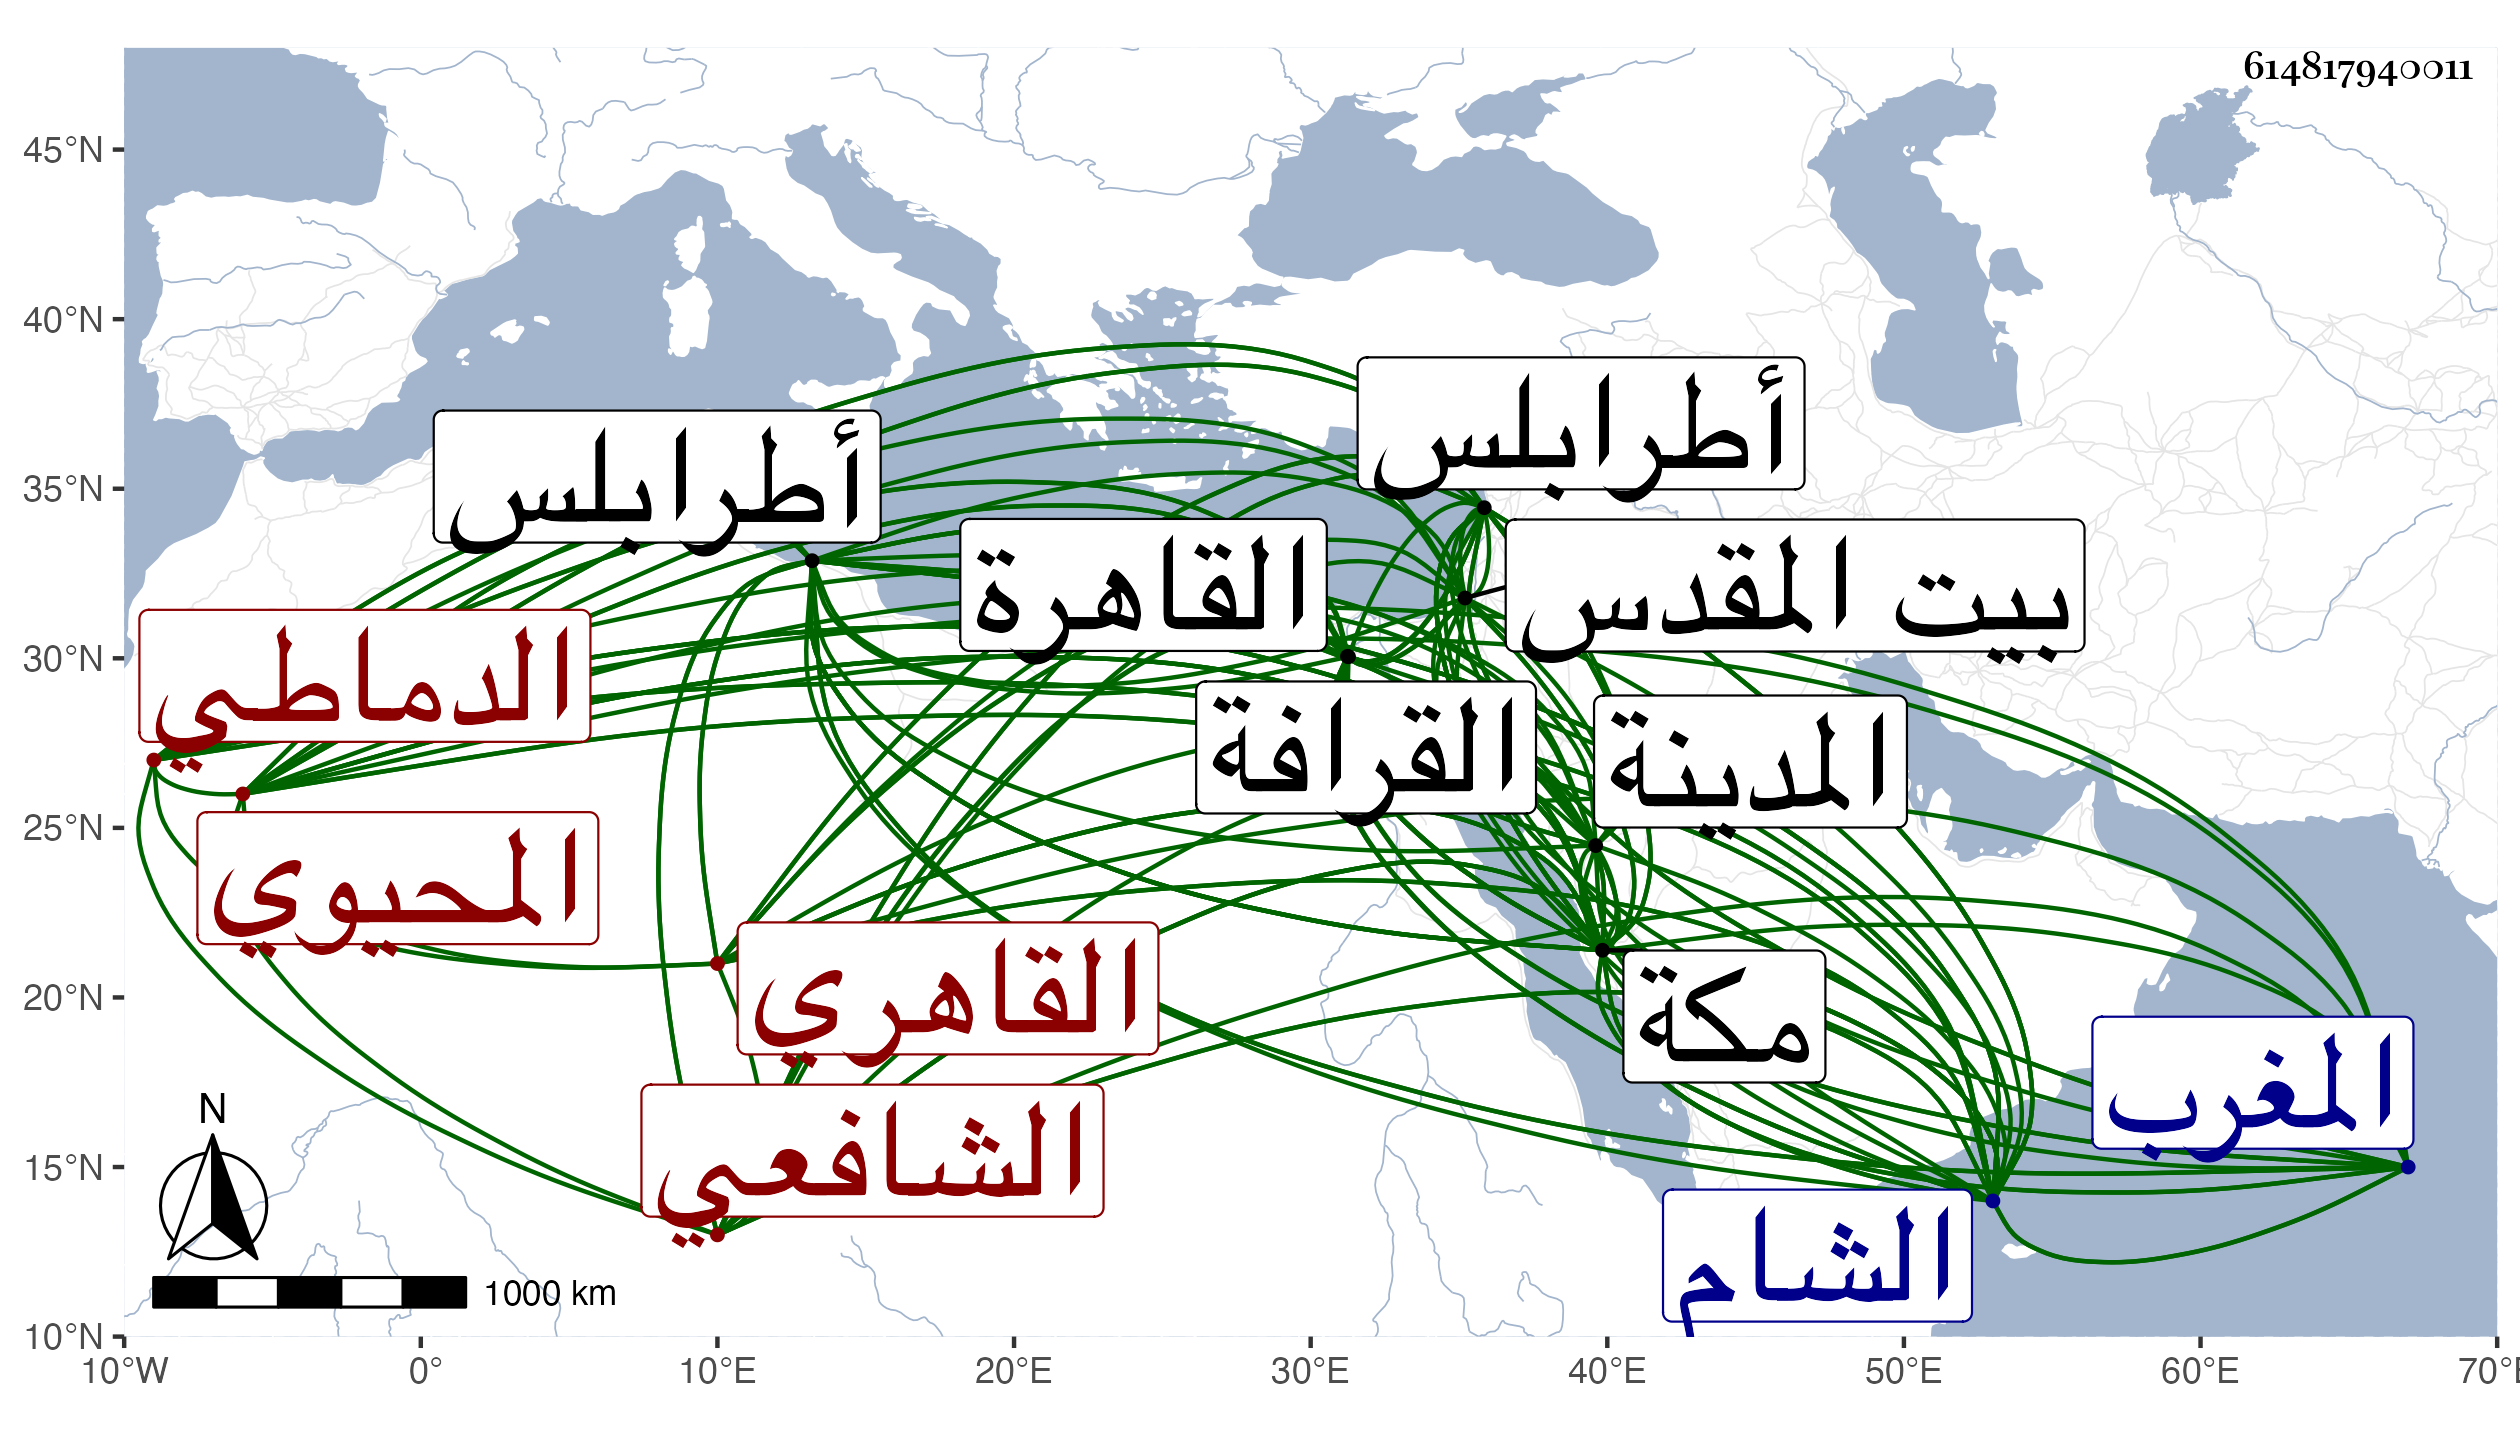 614817940011
45°N
40°N
35°N
30°N
25°N
20°N
15°N
10°N
أطرابلس
أطرابلس
القاهرة
بيت المقدس
الدماطي
القرافة
المدينة
المحيوي
القاهري
مكة
المغرب
الشافعي
الشام
N
1000 km
10°W
0°
10°E
20°E
30°E
40°E
50°E
60°E
70°E